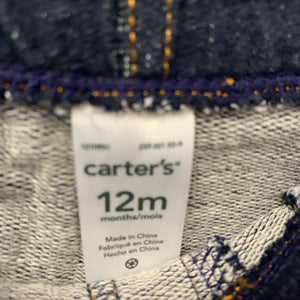 carter's®
12m
months/mois
Made in China
Fabriqué en Chine
Hecho en China